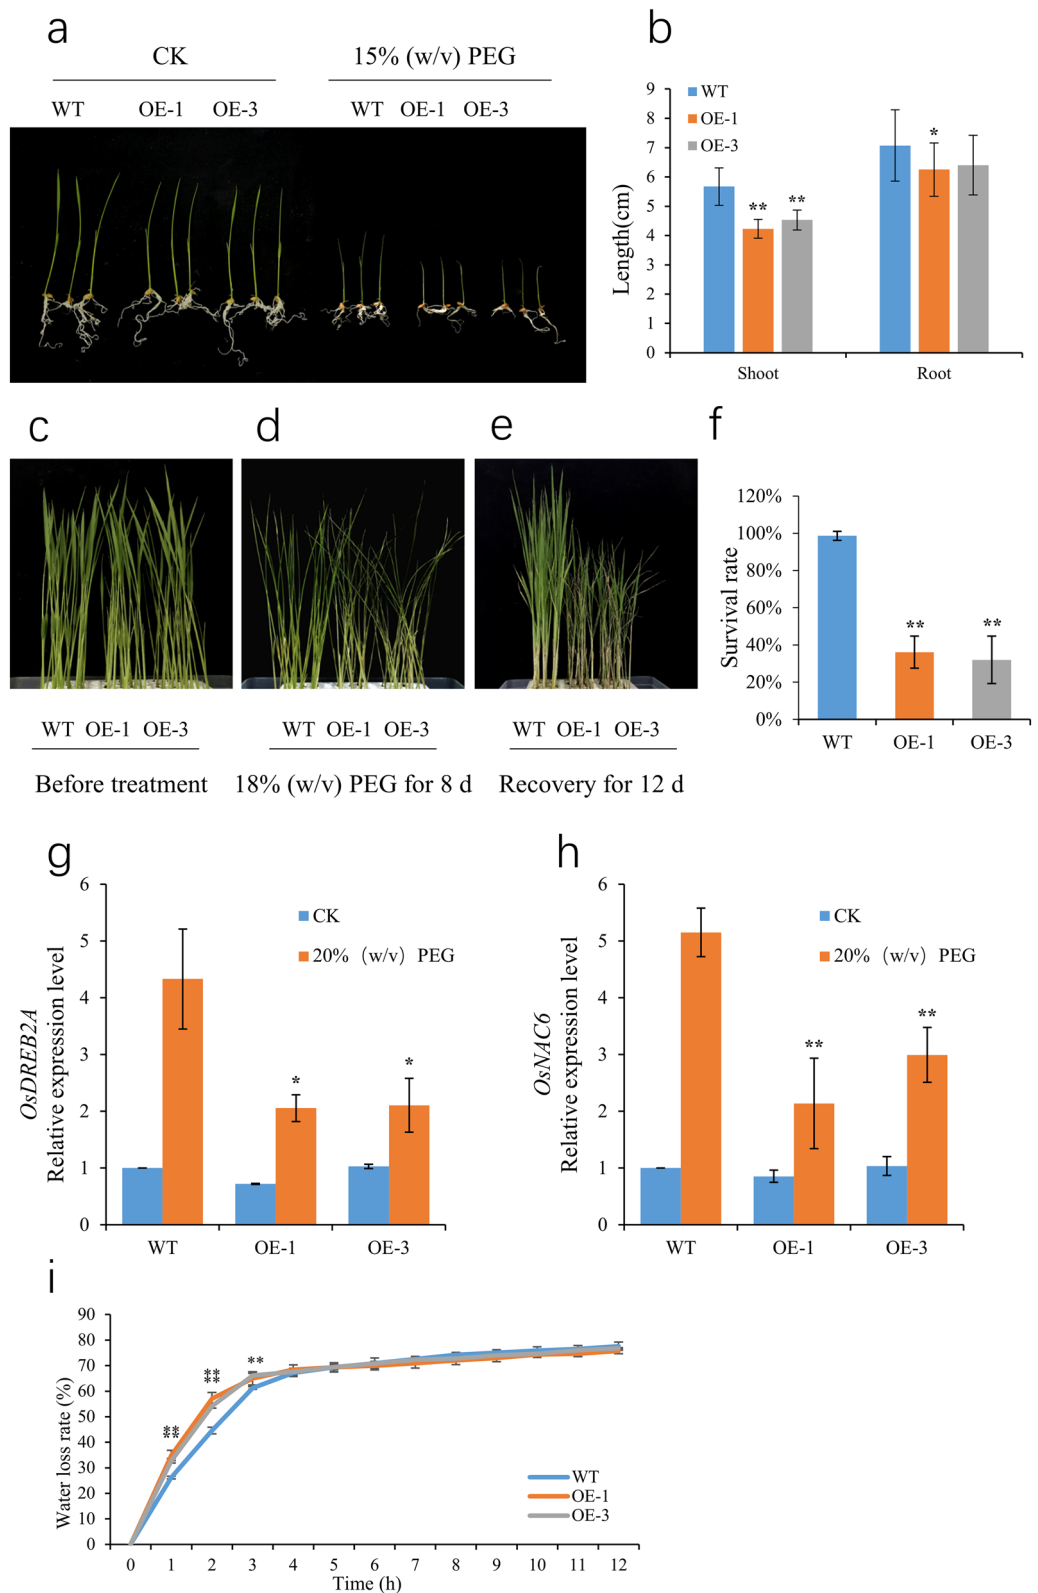 a
CK
15% (w/v) PEG
WT
OE-1
OE-3
WT
OE-1
OE-3
b
9
8
7
6
5
4
3
2
1
0
Length(cm)
WT
OE-1
OE-3
**
**
*
Shoot
Root
c
WT OE-1 OE-3
Before treatment
d
WT OE-1 OE-3
18% (w/v) PEG for 8 d
e
WT OE-1 OE-3
Recovery for 12 d
f
120%
100%
80%
60%
40%
20%
0%
Survival rate
**
**
WT
OE-1
OE-3
g
6
5
4
3
2
1
0
OsDREB2A
Relative expression level
CK
20%（w/v）PEG
*
*
WT
OE-1
OE-3
h
6
5
4
3
2
1
0
OsNAC6
Relative expression level
CK
20%（w/v）PEG
**
**
WT
OE-1
OE-3
i
90
80
70
60
50
40
30
20
10
0
Water loss rate (%)
**
**
**
**
**
WT
OE-1
OE-3
0 1 2 3 4 5 6 7 8 9 10 11 12
Time (h)